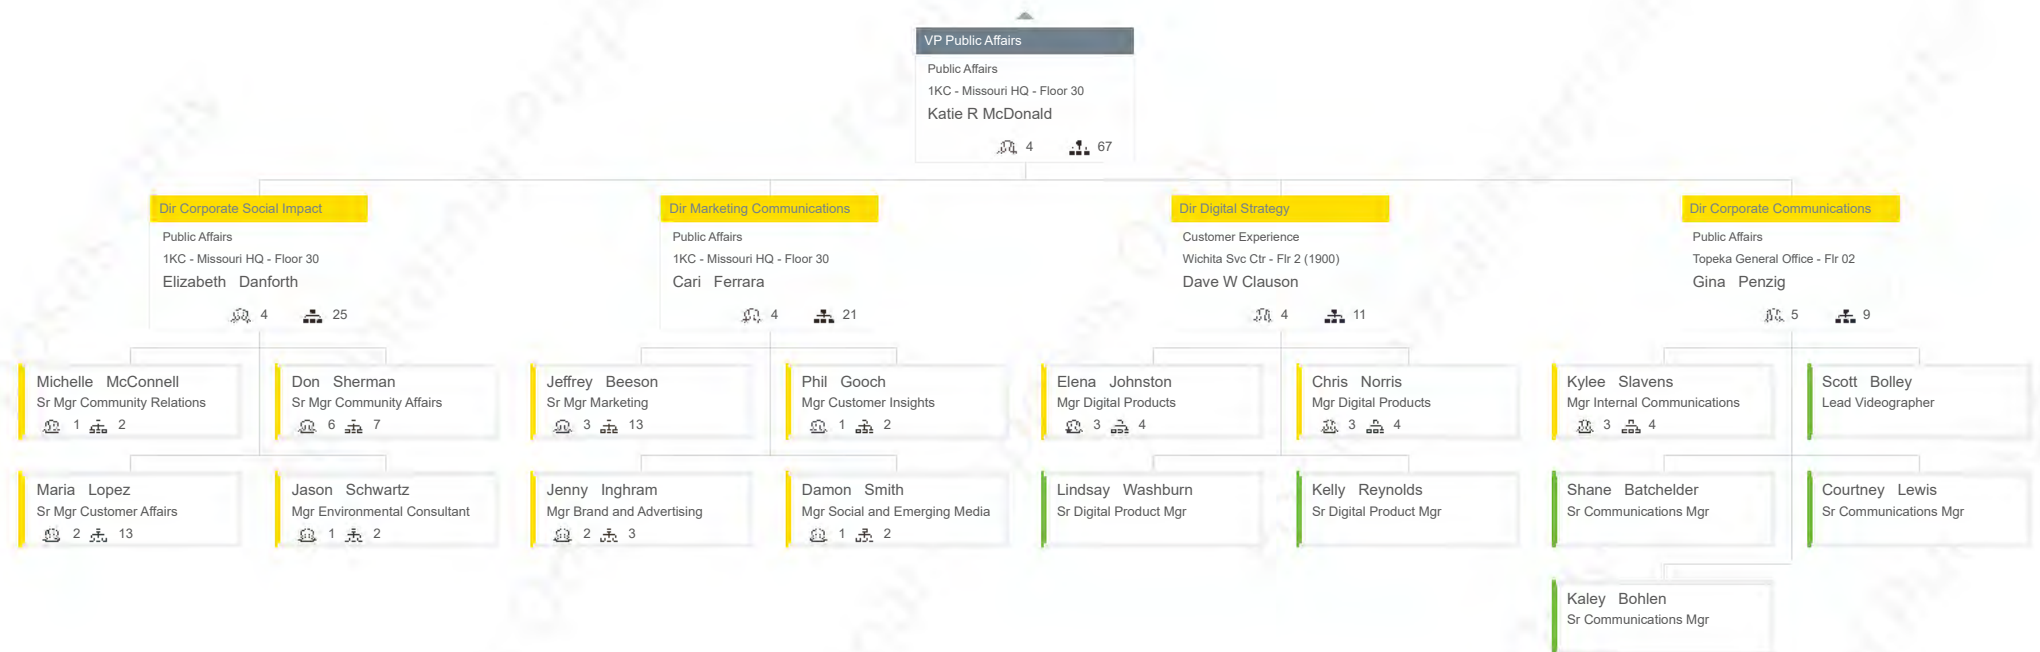 VP Public Affairs
Public Affairs
1KC - Missouri HQ - Floor 30
Katie R McDonald
4 67
Dir Corporate Social Impact
Public Affairs
1KC - Missouri HQ - Floor 30
Elizabeth Danforth
4 25
Dir Marketing Communications
Public Affairs
1KC - Missouri HQ - Floor 30
Cari Ferrara
4 21
Dir Digital Strategy
Customer Experience
Wichita Svc Ctr - Flr 2 (1900)
Dave W Clauson
4 11
Dir Corporate Communications
Public Affairs
Topeka General Office - Flr 02
Gina Penzig
5 9
Michelle McConnell
Sr Mgr Community Relations
1 2
Don Sherman
Sr Mgr Community Affairs
6 7
Jeffrey Beeson
Sr Mgr Marketing
3 13
Phil Gooch
Mgr Customer Insights
1 2
Elena Johnston
Mgr Digital Products
3 4
Chris Norris
Mgr Digital Products
3 4
Kylee Slavens
Mgr Internal Communications
3 4
Scott Bolley
Lead Videographer
Maria Lopez
Sr Mgr Customer Affairs
2 13
Jason Schwartz
Mgr Environmental Consultant
1 2
Jenny Inghram
Mgr Brand and Advertising
2 3
Damon Smith
Mgr Social and Emerging Media
1 2
Lindsay Washburn
Sr Digital Product Mgr
Kelly Reynolds
Sr Digital Product Mgr
Shane Batchelder
Sr Communications Mgr
Courtney Lewis
Sr Communications Mgr
Kaley Bohlen
Sr Communications Mgr